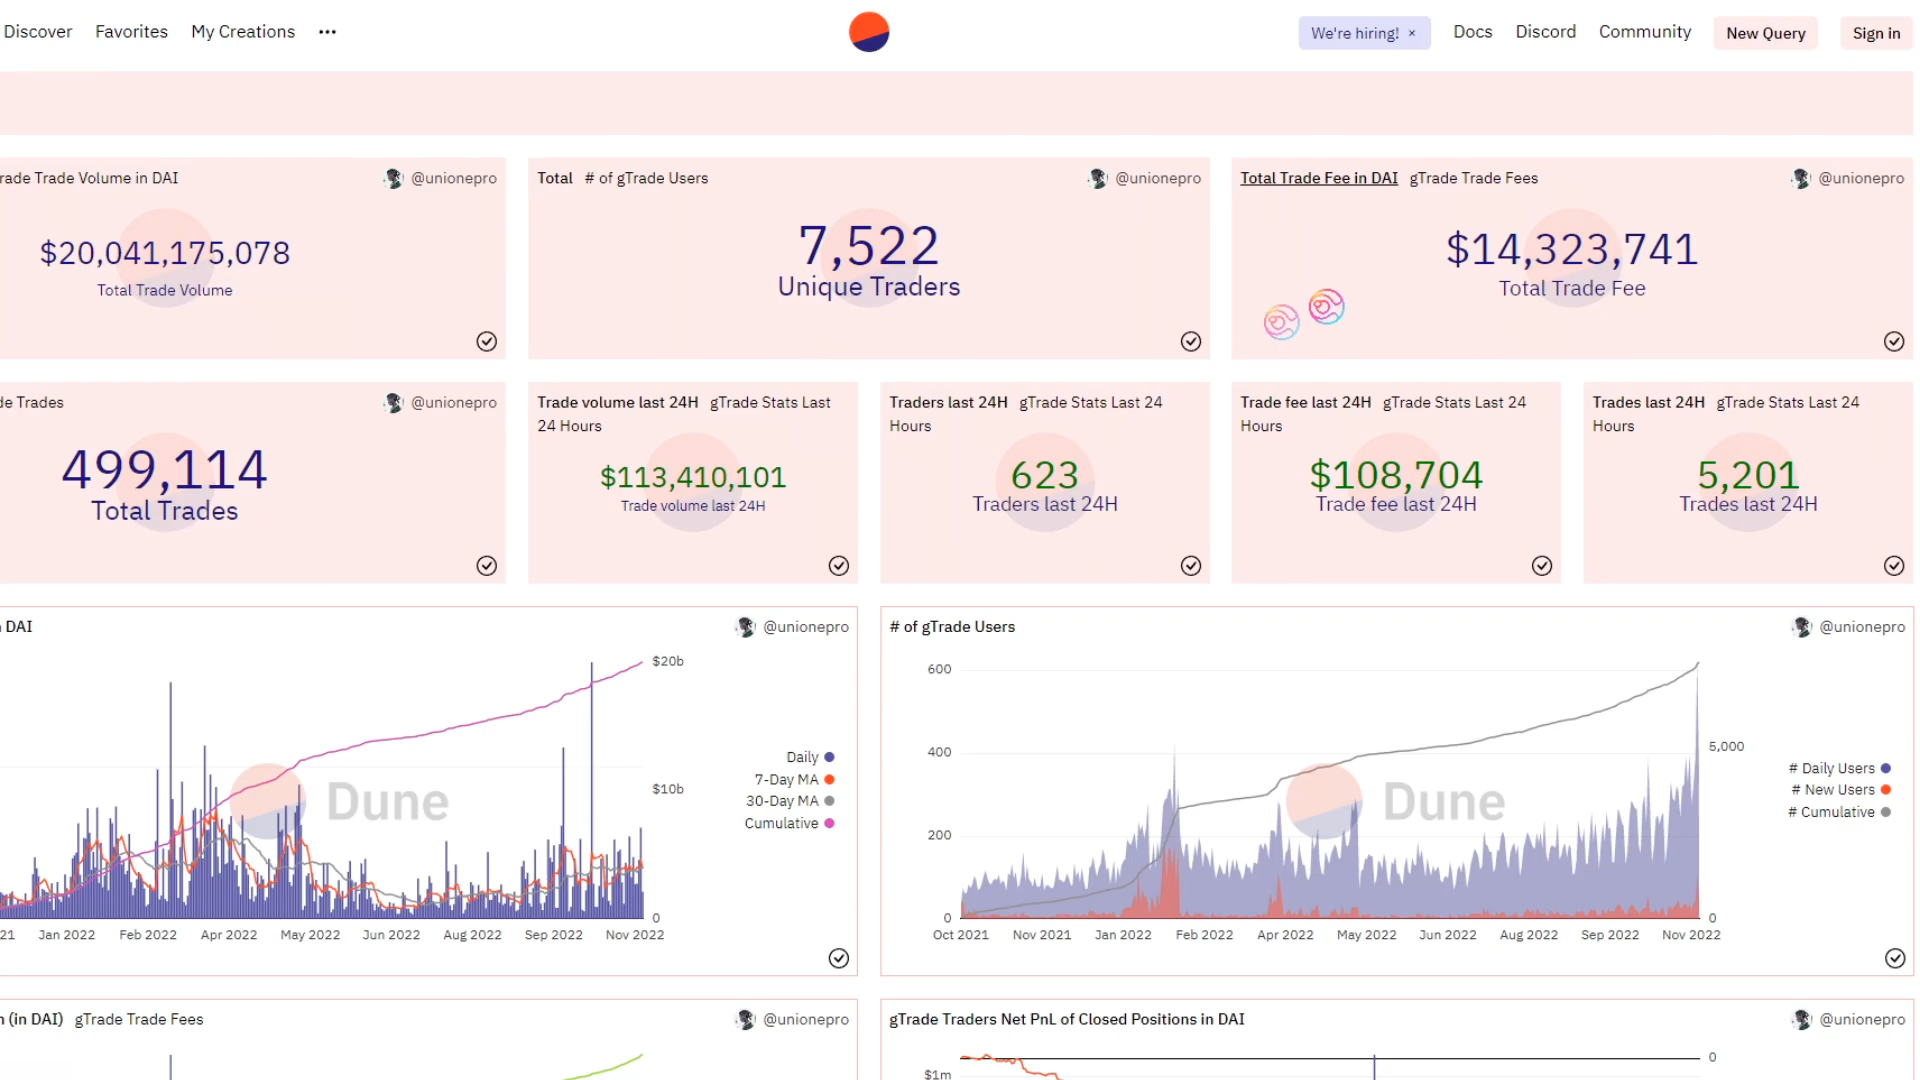 Discover Favorites My Creations ···
We're hiring! × Docs Discord Community New Query Sign in
rade Trade Volume in DAI @unionepro
$20,041,175,078
Total Trade Volume
Total # of gTrade Users @unionepro
7,522
Unique Traders
Total Trade Fee in DAI gTrade Trade Fees @unionepro
$14,323,741
Total Trade Fee
de Trades @unionepro
499,114
Total Trades
Trade volume last 24H gTrade Stats Last
24 Hours
$113,410,101
Trade volume last 24H
Traders last 24H gTrade Stats Last 24
Hours
623
Traders last 24H
Trade fee last 24H gTrade Stats Last 24
Hours
$108,704
Trade fee last 24H
Trades last 24H gTrade Stats Last 24
Hours
5,201
Trades last 24H
DAI @unionepro
$20b
$10b
0
Dune
Daily
7-Day MA
30-Day MA
Cumulative
21 Jan 2022 Feb 2022 Apr 2022 May 2022 Jun 2022 Aug 2022 Sep 2022 Nov 2022
# of gTrade Users @unionepro
600
400
200
0
5,000
0
Dune
# Daily Users
# New Users
# Cumulative
Oct 2021 Nov 2021 Jan 2022 Feb 2022 Apr 2022 May 2022 Jun 2022 Aug 2022 Sep 2022 Nov 2022
(in DAI) gTrade Trade Fees @unionepro
gTrade Traders Net PnL of Closed Positions in DAI @unionepro
$1m
0